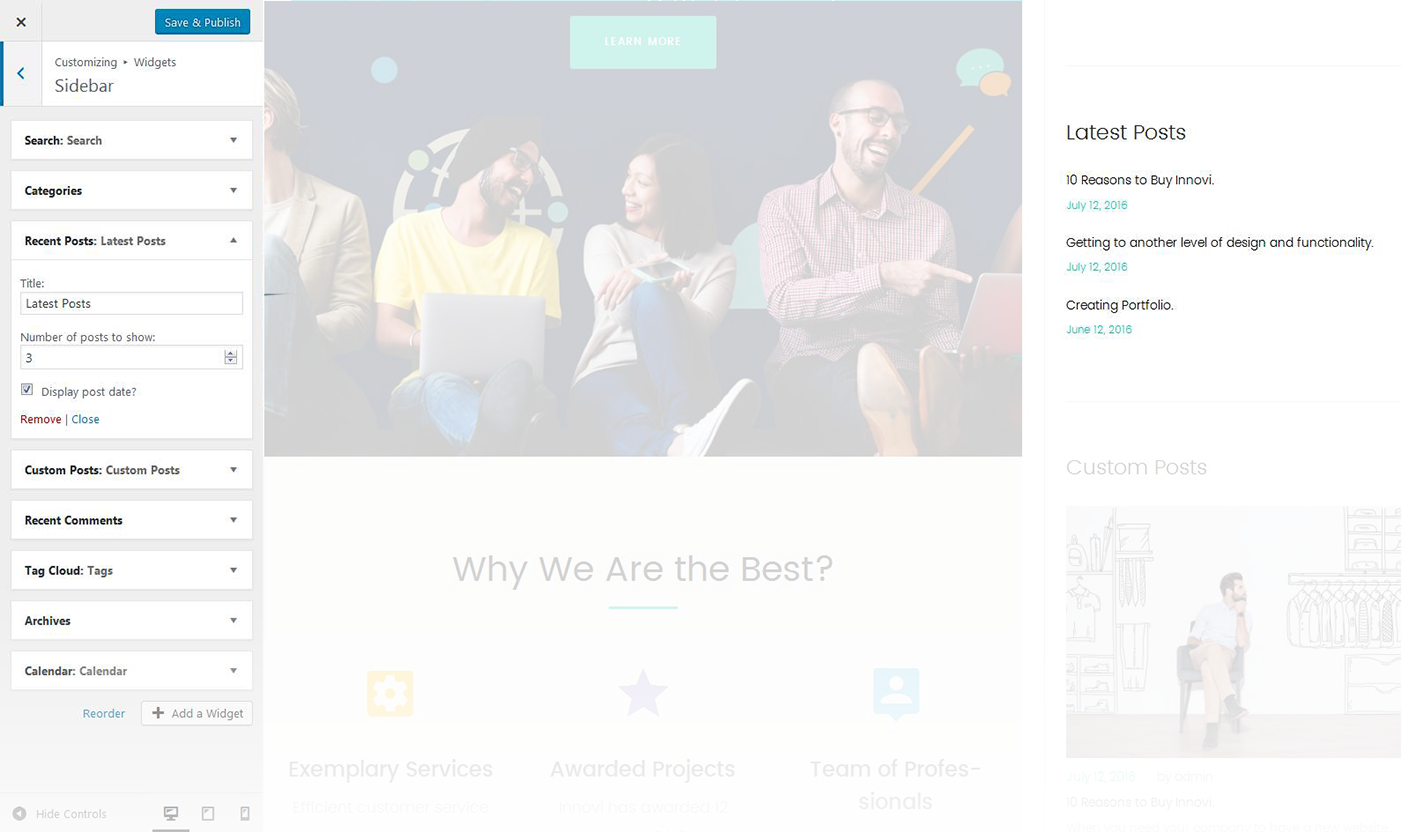 Save & Publish
Customizing ▸ Widgets
Sidebar
Search: Search
Categories
Recent Posts: Latest Posts
Title:
Latest Posts
Number of posts to show:
3
Display post date?
Remove | Close
Custom Posts: Custom Posts
Recent Comments
Tag Cloud: Tags
Archives
Calendar: Calendar
Reorder
Add a Widget
Hide Controls
LEARN MORE
Why We Are the Best?
Exemplary Services
Efficient customer service
Awarded Projects
Innovi has awarded 12
Team of Profes-
sionals
Latest Posts
10 Reasons to Buy Innovi.
July 12, 2016
Getting to another level of design and functionality.
July 12, 2016
Creating Portfolio.
June 12, 2016
Custom Posts
July 12, 2016 by admin
10 Reasons to Buy Innovi.